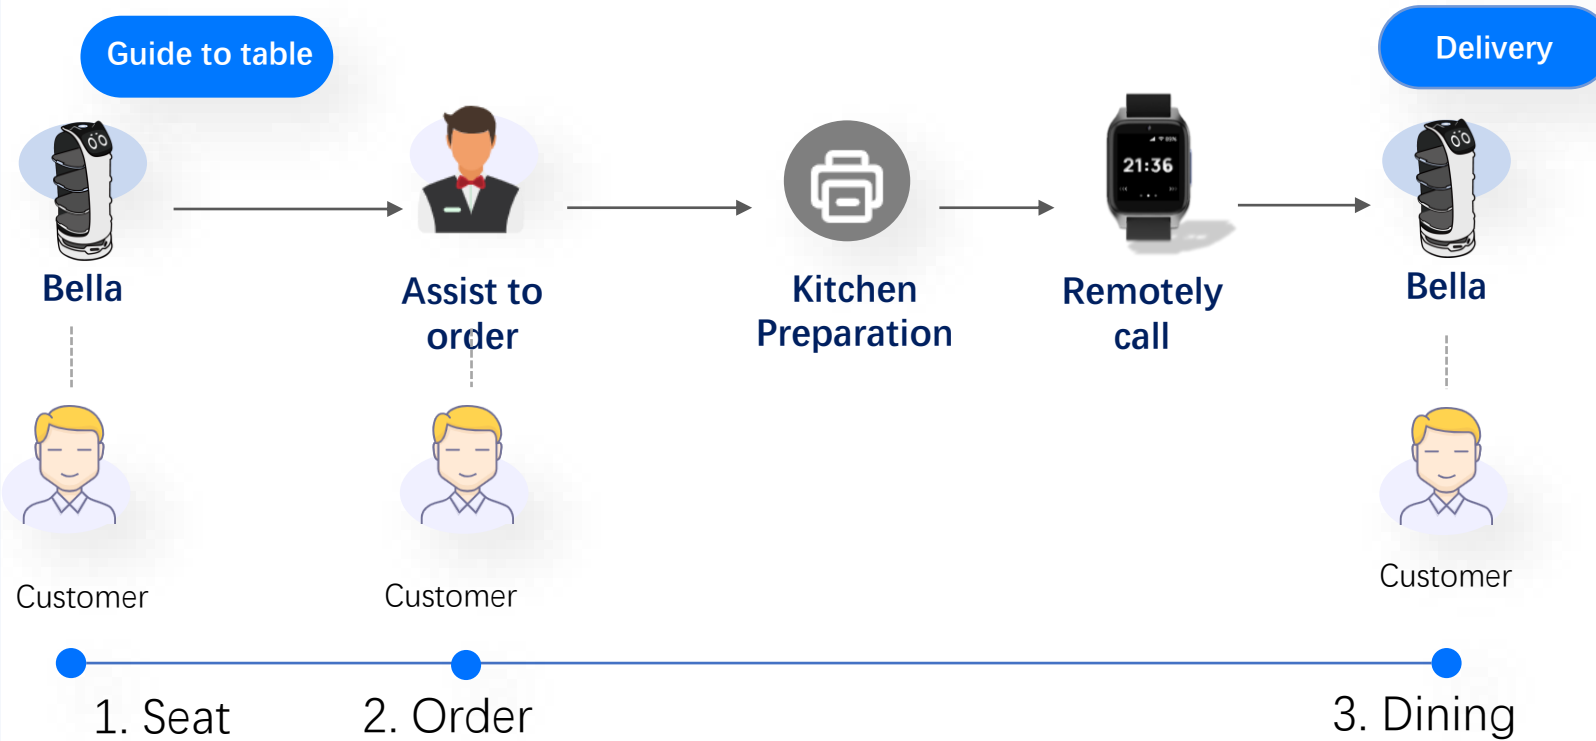 Guide to table
Delivery
21:36
Bella
Assist to
order
Kitchen
Preparation
Remotely
call
Bella
Customer
Customer
Customer
1. Seat
2. Order
3. Dining